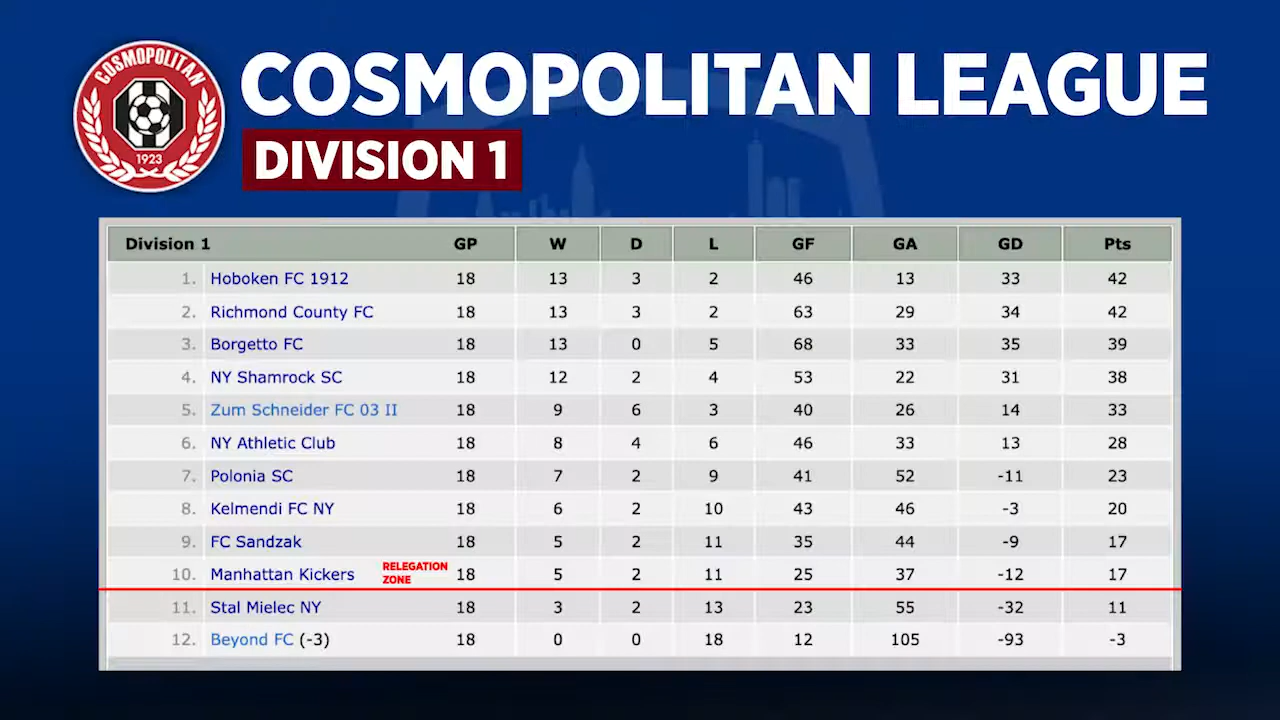 COSMOPOLITAN
1923
COSMOPOLITAN LEAGUE
DIVISION 1
Division 1 GP W D L GF GA GD Pts
1. Hoboken FC 1912 18 13 3 2 46 13 33 42
2. Richmond County FC 18 13 3 2 63 29 34 42
3. Borgetto FC 18 13 0 5 68 33 35 39
4. NY Shamrock SC 18 12 2 4 53 22 31 38
5. Zum Schneider FC 03 II 18 9 6 3 40 26 14 33
6. NY Athletic Club 18 8 4 6 46 33 13 28
7. Polonia SC 18 7 2 9 41 52 -11 23
8. Kelmendi FC NY 18 6 2 10 43 46 -3 20
9. FC Sandzak 18 5 2 11 35 44 -9 17
10. Manhattan Kickers RELEGATION ZONE 18 5 2 11 25 37 -12 17
11. Stal Mielec NY 18 3 2 13 23 55 -32 11
12. Beyond FC (-3) 18 0 0 18 12 105 -93 -3